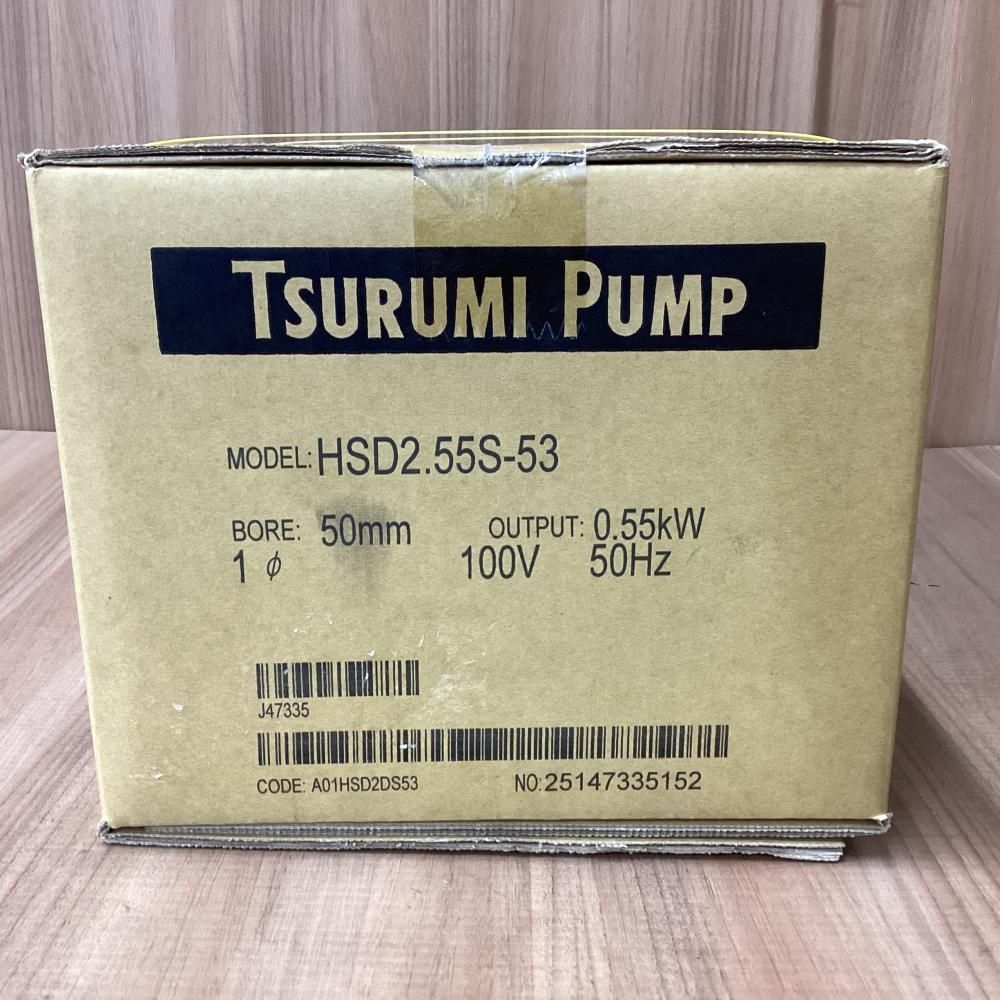 TSURUMI PUMP
MODEL: HSD2.55S-53
BORE: 50mm OUTPUT: 0.55kW
1 ϕ 100V 50Hz
J47335
CODE: A01HSD2DS53 NO: 25147335152